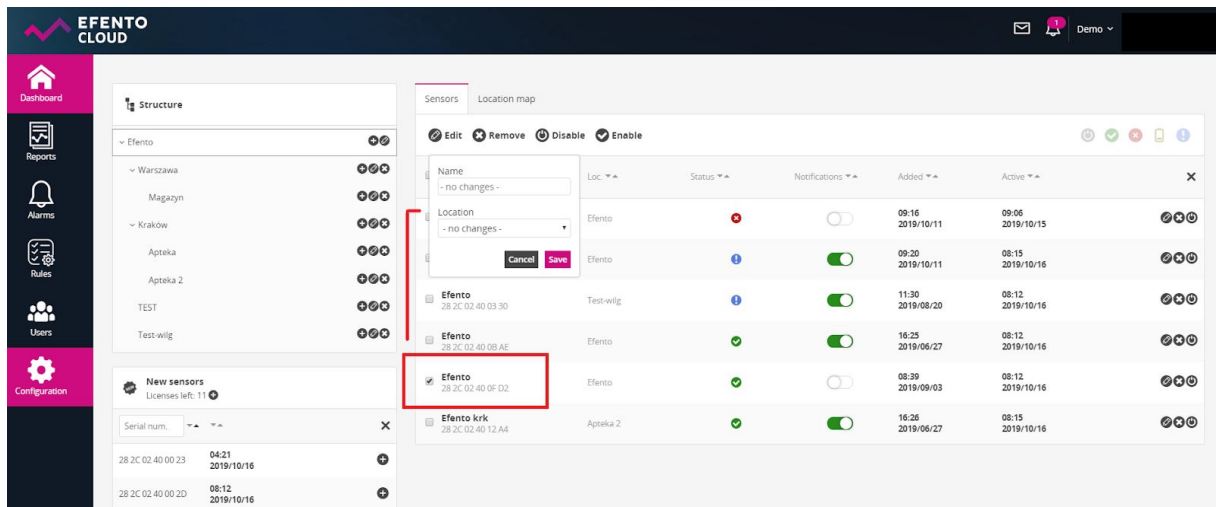 EFENTO
CLOUD
1
Demo
Dashboard
Reports
Alarms
Rules
Users
Configuration
Structure
Efento
Warszawa
Magazyn
Kraków
Apteka
Apteka 2
TEST
Test-wilg
New sensors
Licenses left: 11
Serial num.
28 2C 02 40 00 23 04:21
2019/10/16
28 2C 02 40 00 2D 08:12
2019/10/16
Sensors Location map
Edit Remove Disable Enable
Name
- no changes -
Location
- no changes -
Cancel Save
Loc. Status Notifications Added Active
Efento 09:16 09:06
2019/10/11 2019/10/15
Efento 09:20 08:15
2019/10/11 2019/10/16
Efento 11:30 08:12
28 2C 02 40 03 30 Test-wilg 2019/08/20 2019/10/16
Efento 16:25 08:12
28 2C 02 40 0B AE Efento 2019/06/27 2019/10/16
Efento 08:39 08:12
28 2C 02 40 0F D2 Efento 2019/09/03 2019/10/16
Efento krk 16:26 08:15
28 2C 02 40 12 A4 Apteka 2 2019/06/27 2019/10/16